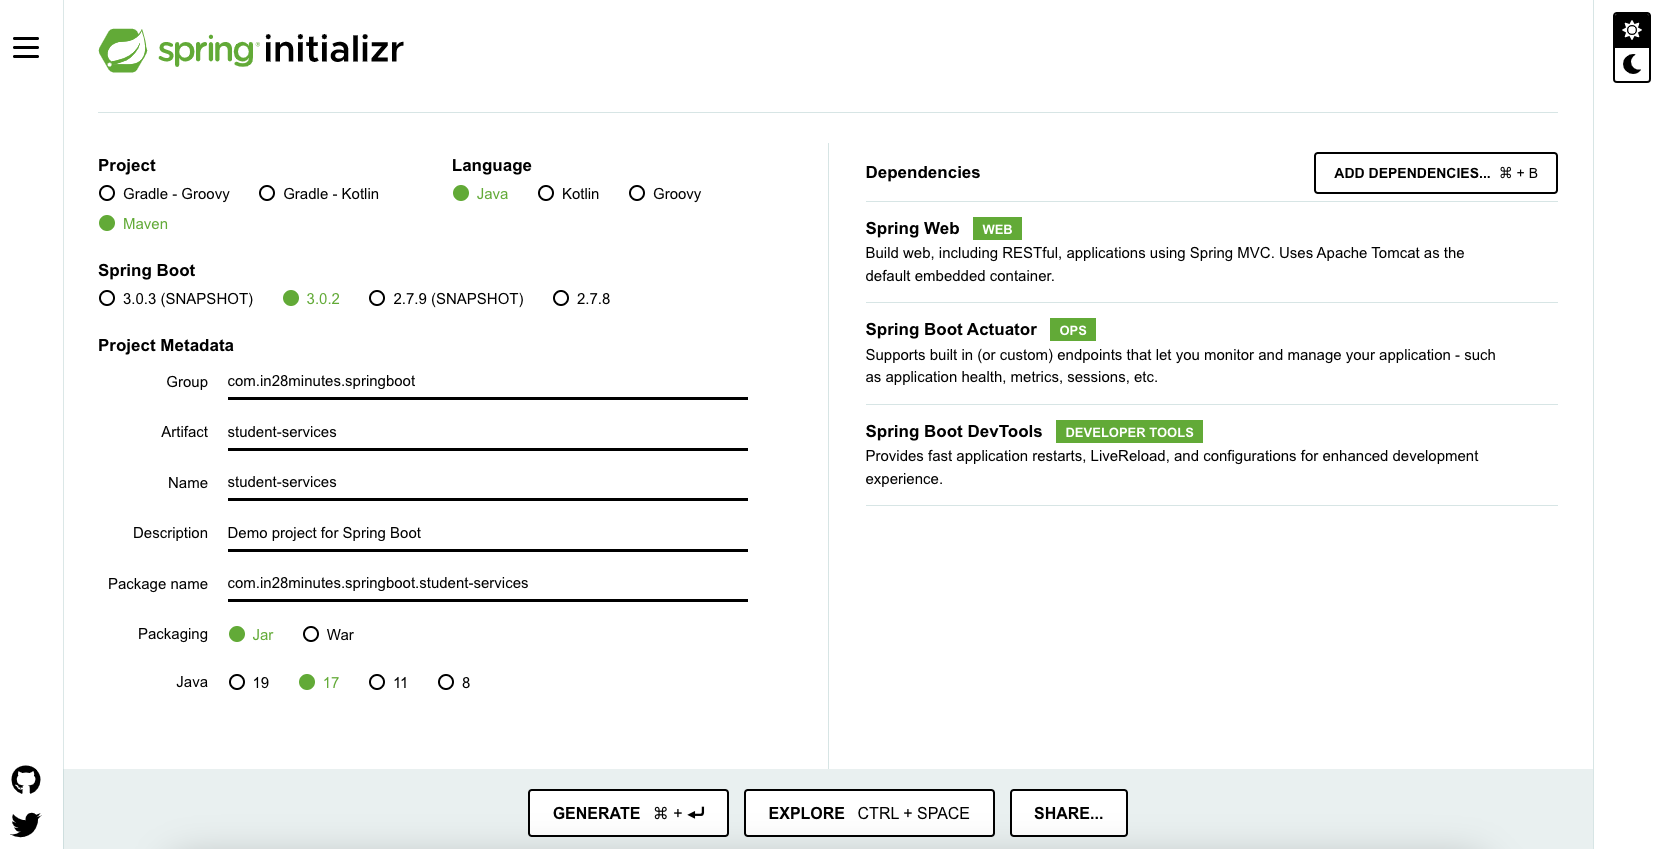 spring initializr
Project
Gradle - Groovy Gradle - Kotlin
Maven
Language
Java Kotlin Groovy
Spring Boot
3.0.3 (SNAPSHOT) 3.0.2 2.7.9 (SNAPSHOT) 2.7.8
Project Metadata
Group com.in28minutes.springboot
Artifact student-services
Name student-services
Description Demo project for Spring Boot
Package name com.in28minutes.springboot.student-services
Packaging Jar War
Java 19 17 11 8
Dependencies ADD DEPENDENCIES... ⌘ + B
Spring Web WEB
Build web, including RESTful, applications using Spring MVC. Uses Apache Tomcat as the
default embedded container.
Spring Boot Actuator OPS
Supports built in (or custom) endpoints that let you monitor and manage your application - such
as application health, metrics, sessions, etc.
Spring Boot DevTools DEVELOPER TOOLS
Provides fast application restarts, LiveReload, and configurations for enhanced development
experience.
GENERATE ⌘ + ⏎ EXPLORE CTRL + SPACE SHARE...